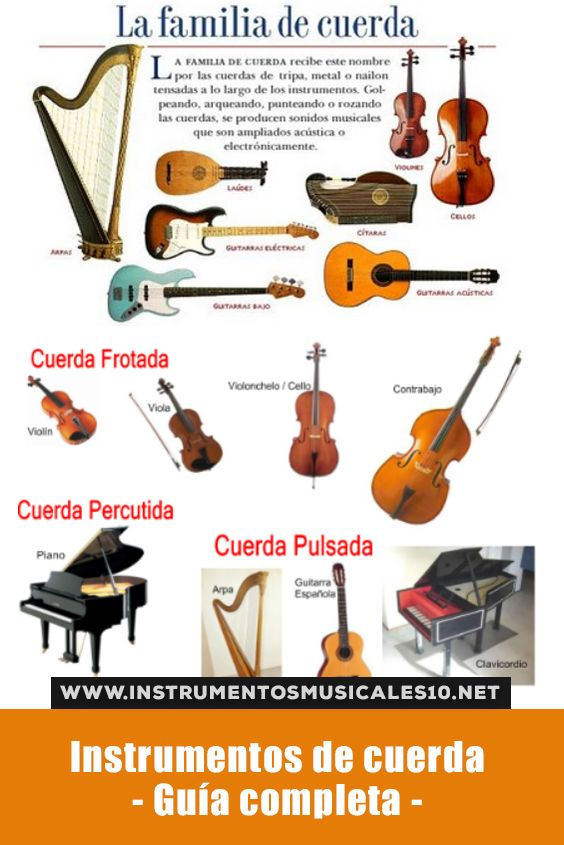 La familia de cuerda
LA FAMILIA DE CUERDA recibe este nombre
por las cuerdas de tripa, metal o nailon
tensadas a lo largo de los instrumentos. Gol-
peando, arqueando, punteando o rozando
las cuerdas, se producen sonidos musicales
que son ampliados acústica o
electrónicamente.
VIOLINES
CELLOS
LAÚDES
CÍTARAS
ARPAS
GUITARRAS ELÉCTRICAS
GUITARRAS BAJO
GUITARRAS ACÚSTICAS
Cuerda Frotada
Violín
Viola
Violonchelo / Cello
Contrabajo
Cuerda Percutida
Piano
Cuerda Pulsada
Arpa
Guitarra
Española
Clavicordio
WWW.INSTRUMENTOSMUSICALES10.NET
Instrumentos de cuerda
- Guía completa -